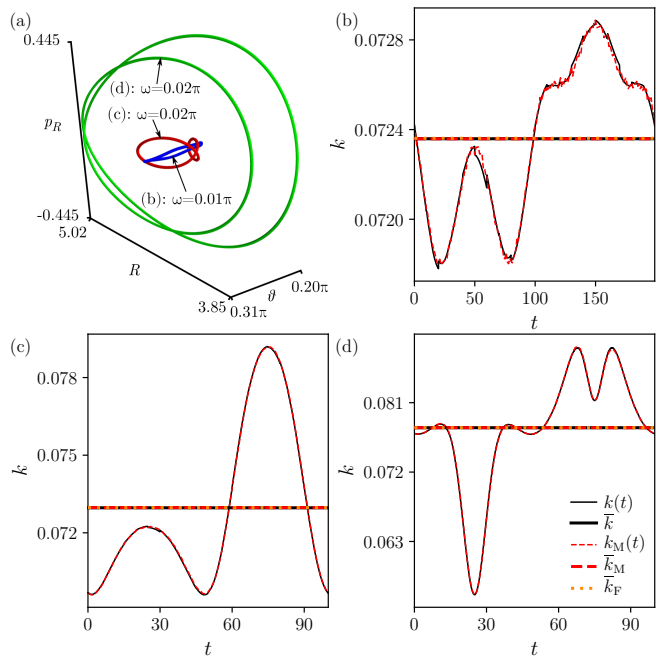 (a)
0.445
p_R
-0.445
5.02
R
3.85
0.31π
ϑ
0.20π
(d): ω=0.02π
(c): ω=0.02π
(b): ω=0.01π
(b)
0.0728
0.0724
0.0720
k
0
50
100
150
t
(c)
0.078
0.075
0.072
k
0
30
60
90
t
(d)
0.081
0.072
0.063
k
0
30
60
90
t
k(t)
k̅
k_M(t)
k̅_M
k̅_F